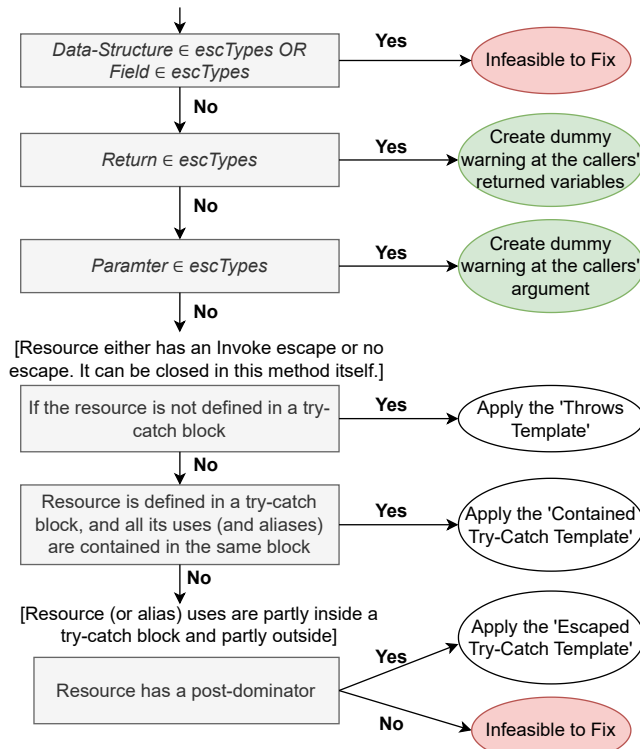 Data-Structure ∈ escTypes OR
Field ∈ escTypes
Yes
Infeasible to Fix
No
Return ∈ escTypes
Yes
Create dummy
warning at the callers'
returned variables
No
Paramter ∈ escTypes
Yes
Create dummy
warning at the callers'
argument
No
[Resource either has an Invoke escape or no
escape. It can be closed in this method itself.]
If the resource is not defined in a try-
catch block
Yes
Apply the 'Throws
Template'
No
Resource is defined in a try-catch
block, and all its uses (and aliases)
are contained in the same block
Yes
Apply the 'Contained
Try-Catch Template'
No
[Resource (or alias) uses are partly inside a
try-catch block and partly outside]
Resource has a post-dominator
Yes
Apply the 'Escaped
Try-Catch Template'
No
Infeasible to Fix